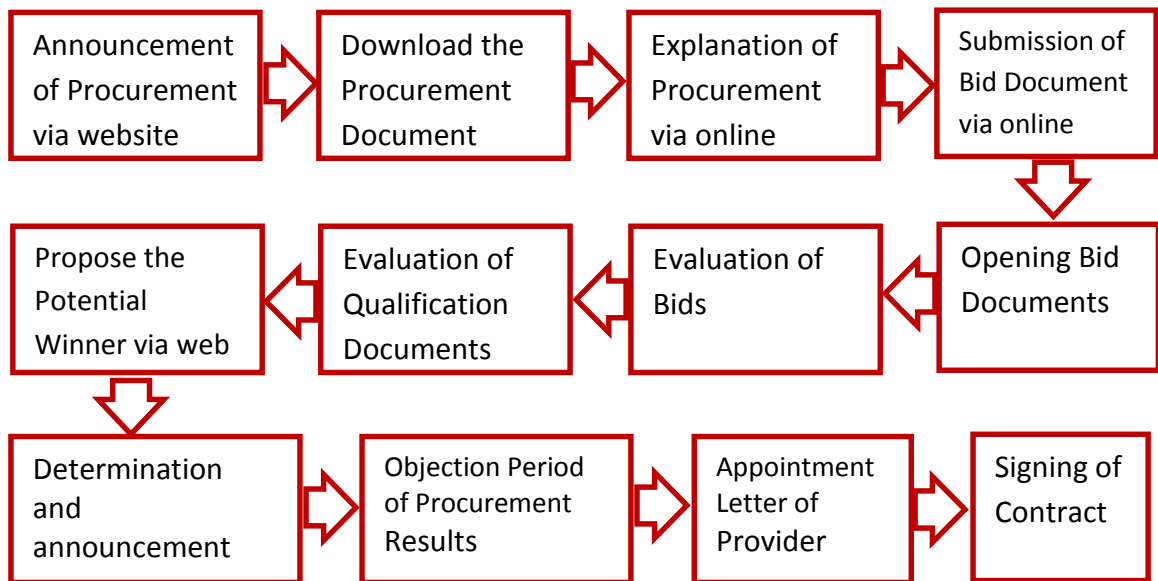 Announcement
of Procurement
via website
Download the
Procurement
Document
Explanation of
Procurement
via online
Submission of
Bid Document
via online
Opening Bid
Documents
Evaluation of
Bids
Evaluation of
Qualification
Documents
Propose the
Potential
Winner via web
Determination
and
announcement
Objection Period
of Procurement
Results
Appointment
Letter of
Provider
Signing of
Contract